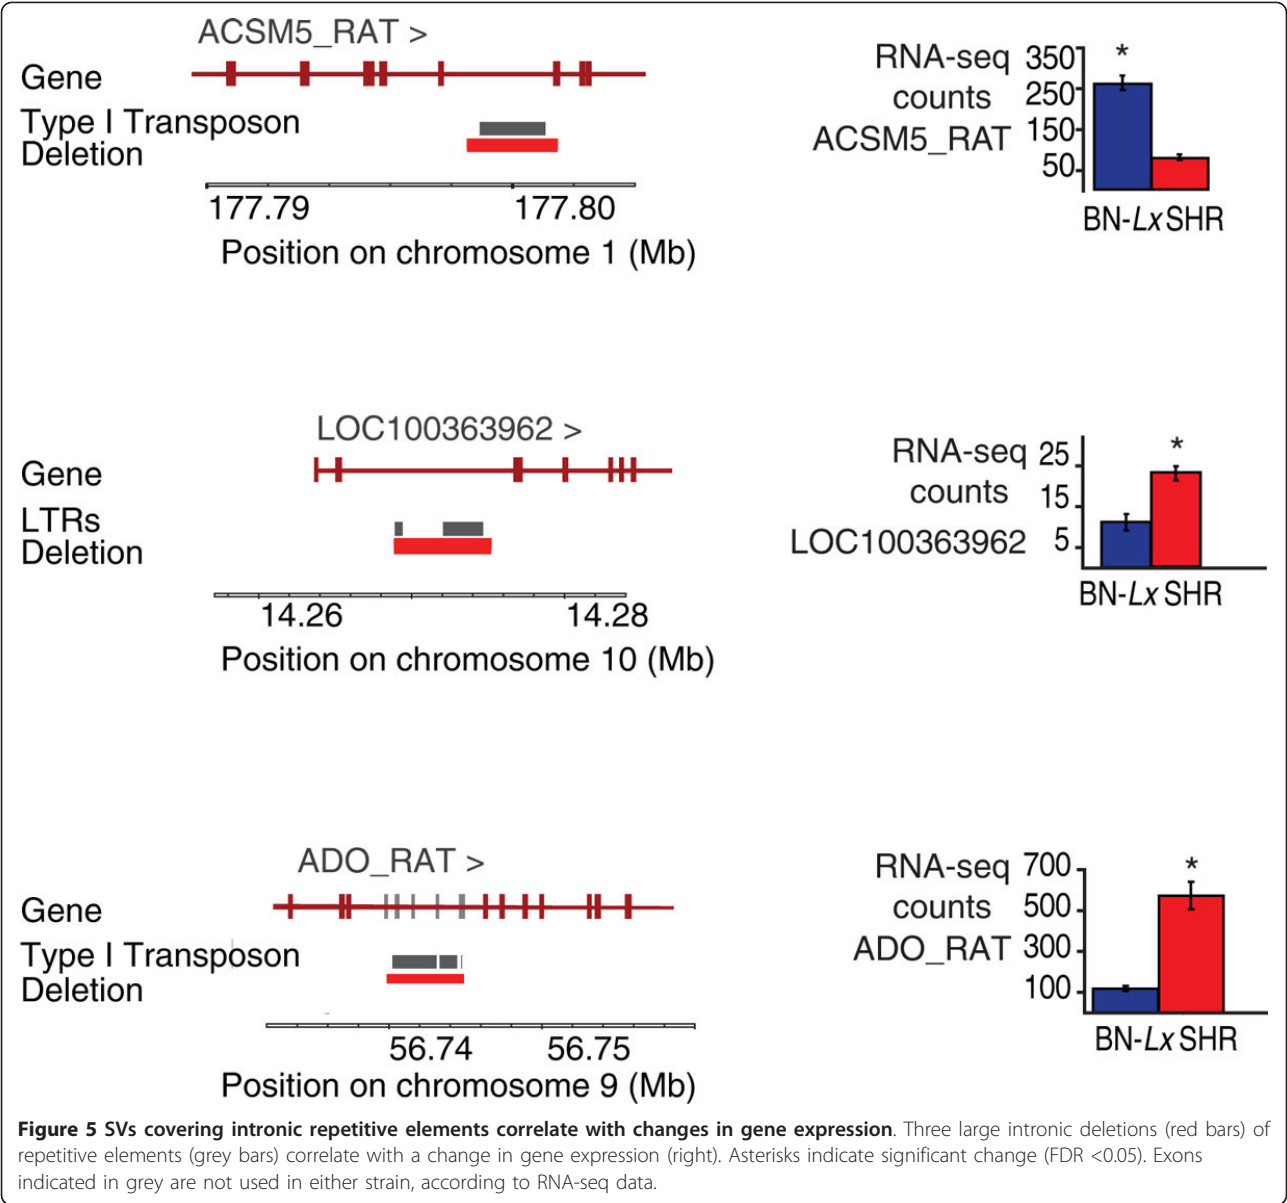 ACSM5_RAT >
Gene
Type I Transposon
Deletion
177.79 177.80
Position on chromosome 1 (Mb)
RNA-seq
counts
ACSM5_RAT
350
250
150
50
*
BN-Lx SHR
LOC100363962 >
Gene
LTRs
Deletion
14.26 14.28
Position on chromosome 10 (Mb)
RNA-seq
counts
LOC100363962
25
15
5
*
BN-Lx SHR
ADO_RAT >
Gene
Type I Transposon
Deletion
56.74 56.75
Position on chromosome 9 (Mb)
RNA-seq
counts
ADO_RAT
700
500
300
100
*
BN-Lx SHR
Figure 5 SVs covering intronic repetitive elements correlate with changes in gene expression. Three large intronic deletions (red bars) of
repetitive elements (grey bars) correlate with a change in gene expression (right). Asterisks indicate significant change (FDR <0.05). Exons
indicated in grey are not used in either strain, according to RNA-seq data.